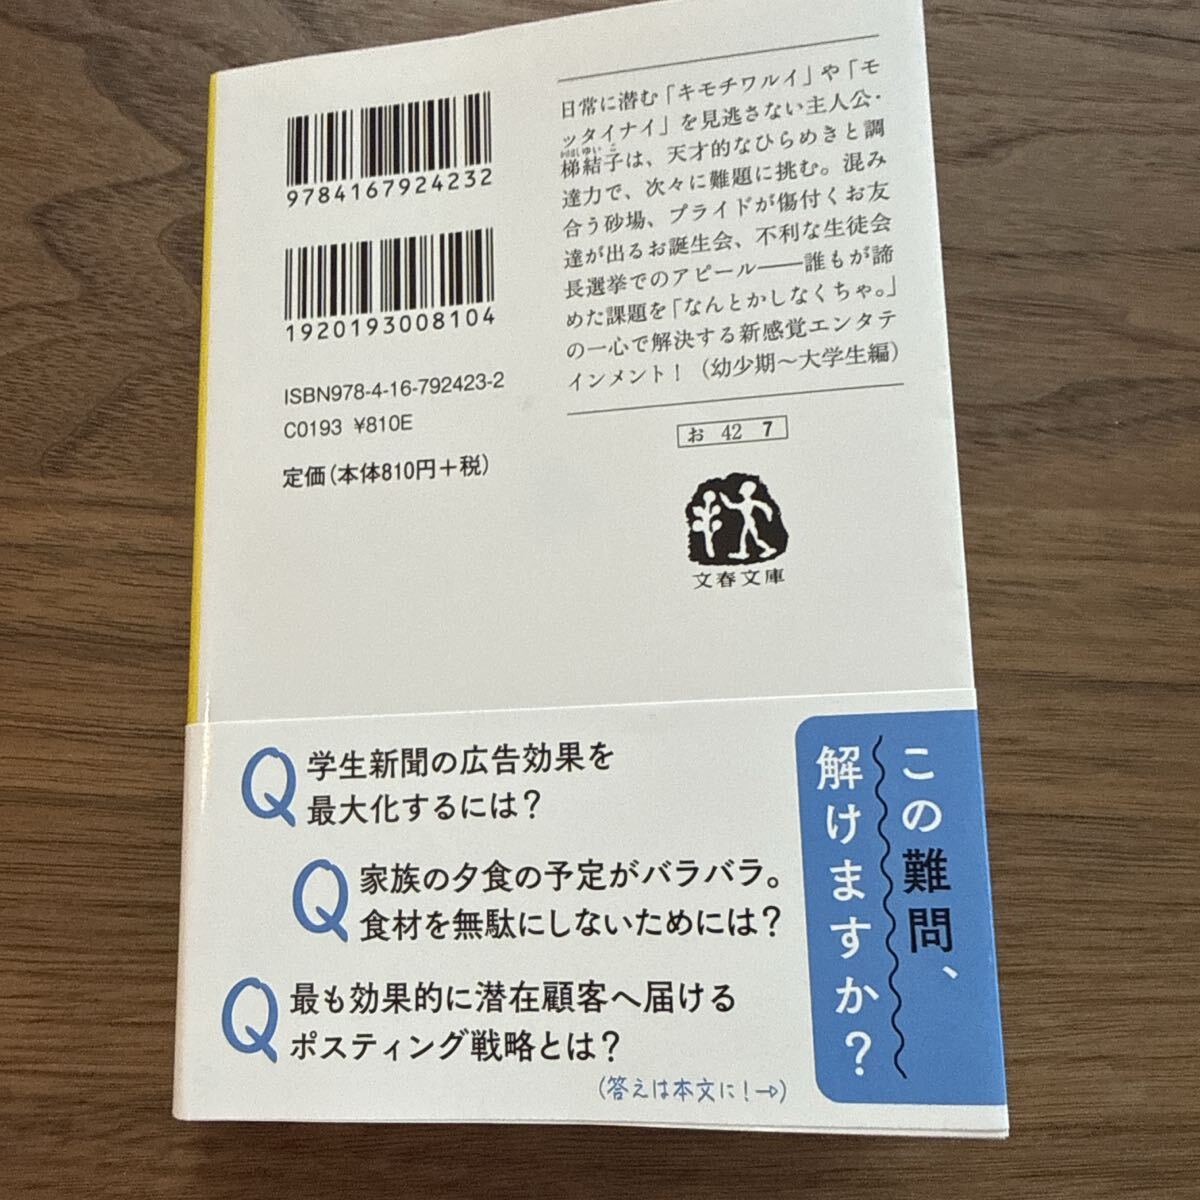 9784167924232
1920193008104
ISBN978-4-16-792423-2
C0193 ¥810E
定価(本体810円+税)
日常に潜む「キモチワルイ」や「モ
ッタイナイ」を見逃さない主人公・
梯結子は、天才的なひらめきと調
達力で、次々に難題に挑む。混み
合う砂場、プライドが傷付くお友
達が出るお誕生会、不利な生徒会
長選挙でのアピール――誰もが諦
めた課題を「なんとかしなくちゃ。」
の一心で解決する新感覚エンタテ
インメント！（幼少期〜大学生編）
お 42 7
文春文庫
この難問、
解けますか？
Q 学生新聞の広告効果を
最大化するには？
Q 家族の夕食の予定がバラバラ。
食材を無駄にしないためには？
Q 最も効果的に潜在顧客へ届ける
ポスティング戦略とは？
(答えは本文に！→)